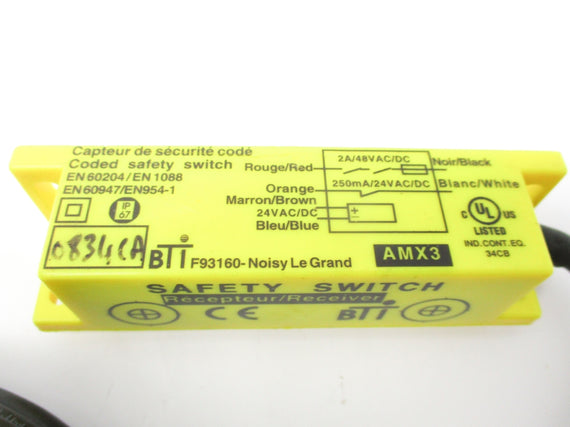 Capteur de sécurité codé
Coded safety switch
EN 60204 / EN 1088
EN 60947/EN954-1
IP
67
0834CA
BTi F93160- Noisy Le Grand
Rouge/Red
2A/48VAC/DC
Noir/Black
Orange
250mA/24VAC/DC
Blanc/White
Marron/Brown
24VAC/DC
Bleu/Blue
AMX3
C UL US
LISTED
IND.CONT.EQ.
34CB
SAFETY SWITCH
Recepteur/Receiver
CE BTi